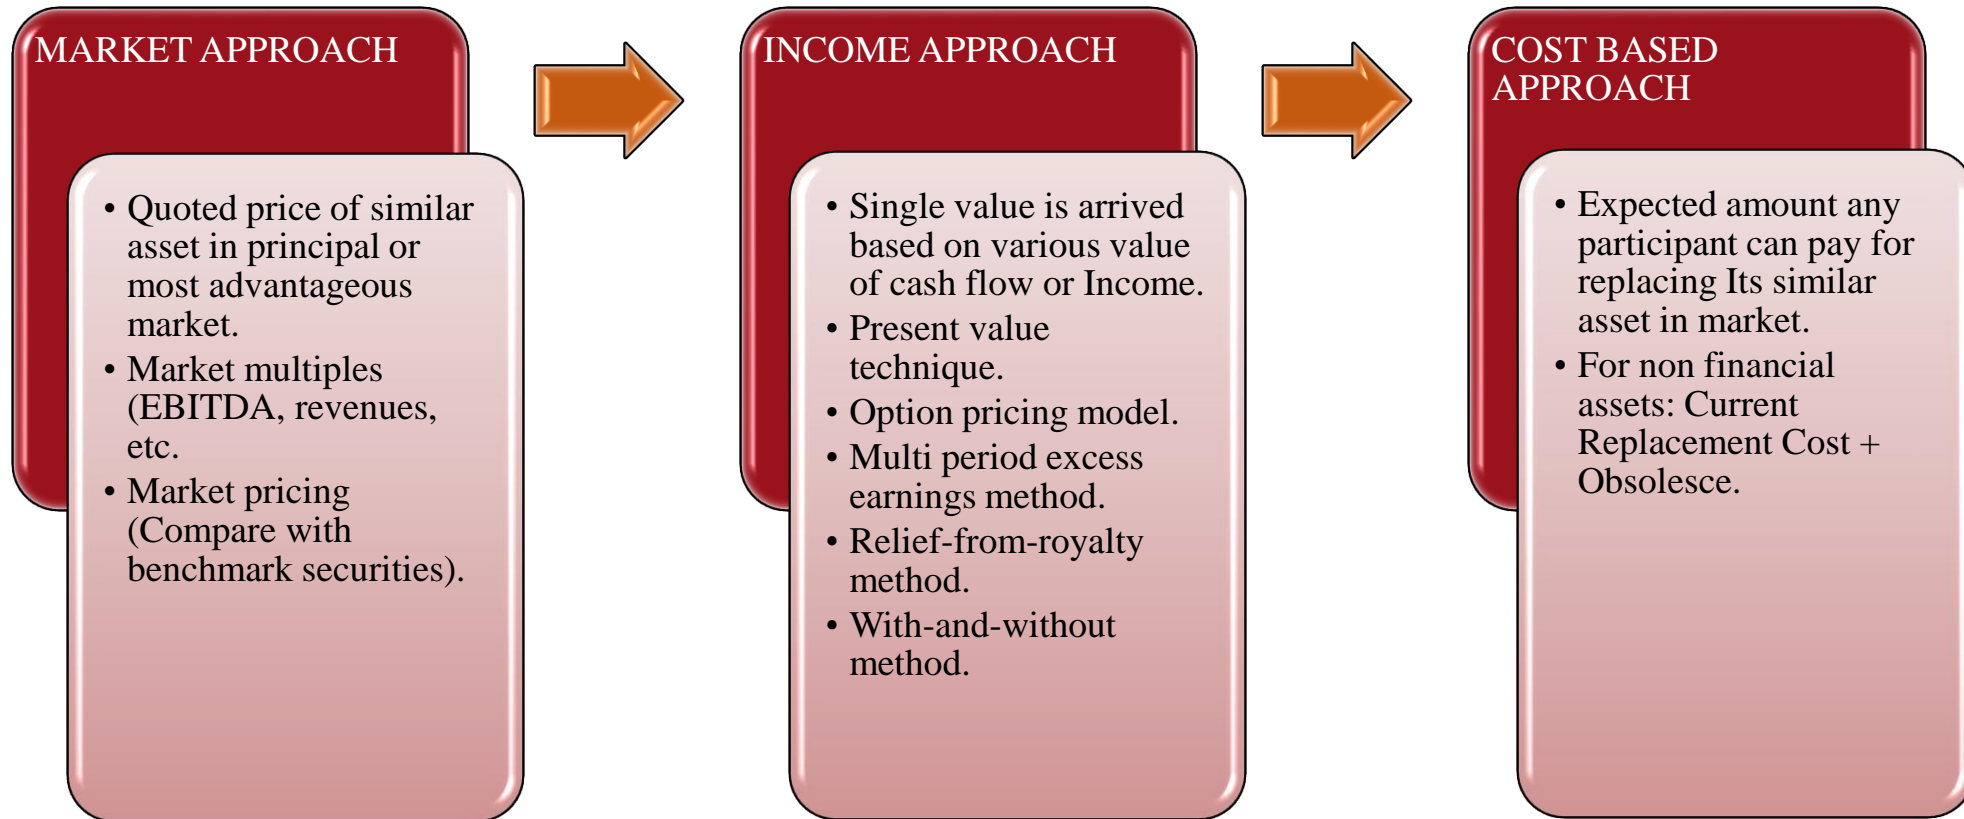 MARKET APPROACH
• Quoted price of similar
asset in principal or
most advantageous
market.
• Market multiples
(EBITDA, revenues,
etc.
• Market pricing
(Compare with
benchmark securities).
INCOME APPROACH
• Single value is arrived
based on various value
of cash flow or Income.
• Present value
technique.
• Option pricing model.
• Multi period excess
earnings method.
• Relief-from-royalty
method.
• With-and-without
method.
COST BASED
APPROACH
• Expected amount any
participant can pay for
replacing Its similar
asset in market.
• For non financial
assets: Current
Replacement Cost +
Obsolesce.